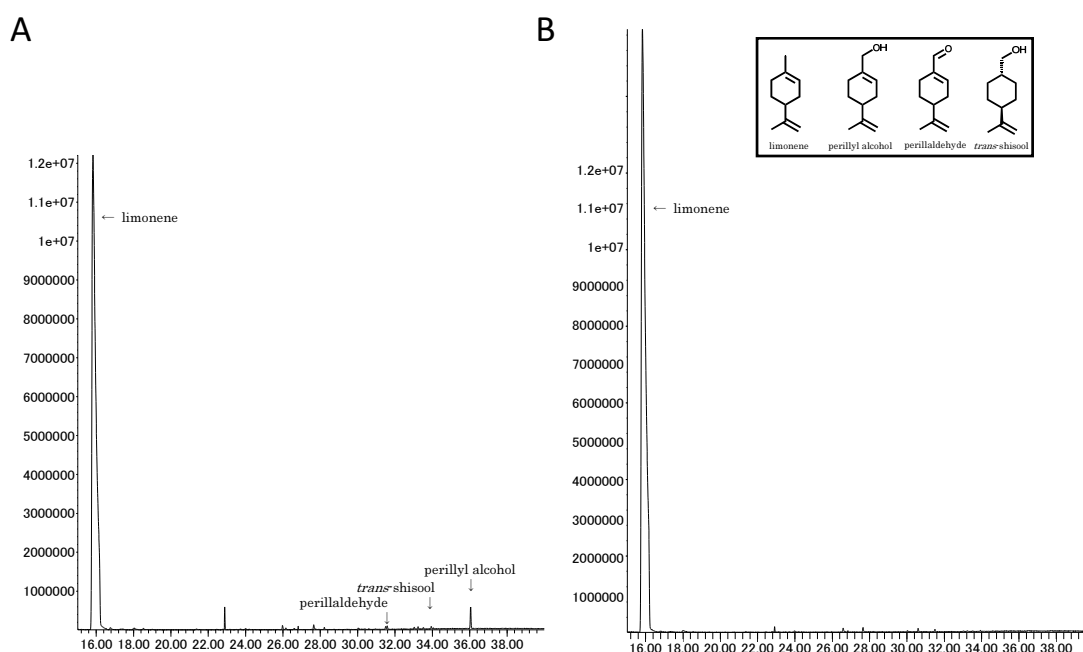 A
1.2e+07
1.1e+07
1e+07
9000000
8000000
7000000
6000000
5000000
4000000
3000000
2000000
1000000
← limonene
perillyl alcohol
↓
trans-shisool
↓
perillaldehyde
↓
16.00 18.00 20.00 22.00 24.00 26.00 28.00 30.00 32.00 34.00 36.00 38.00
B
OH
O
OH
limonene perillyl alcohol perillaldehyde trans-shisool
1.2e+07
1.1e+07
1e+07
9000000
8000000
7000000
6000000
5000000
4000000
3000000
2000000
1000000
← limonene
16.00 18.00 20.00 22.00 24.00 26.00 28.00 30.00 32.00 34.00 36.00 38.00